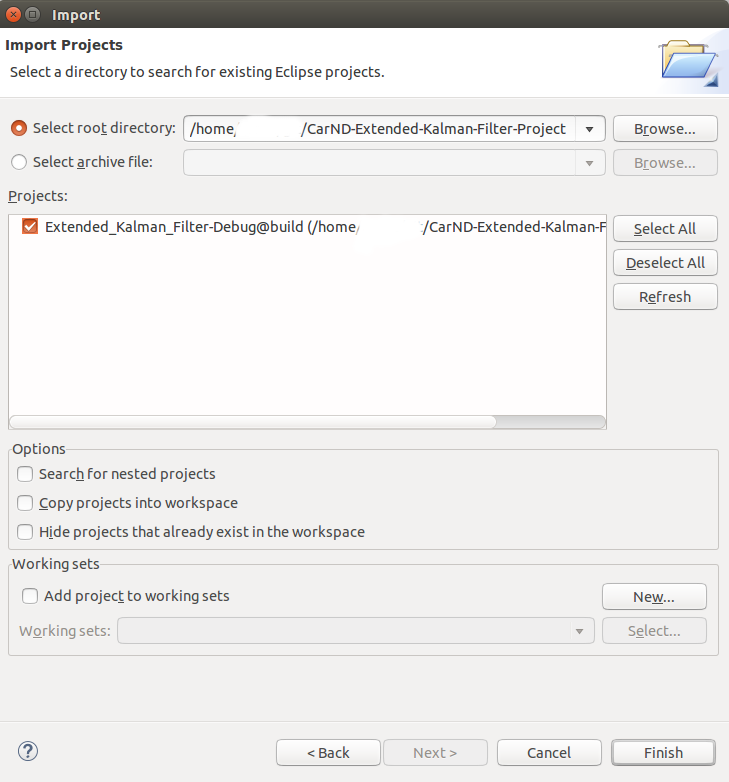 Import
Import Projects
Select a directory to search for existing Eclipse projects.
Select root directory: /home/ /CarND-Extended-Kalman-Filter-Project Browse...
Select archive file: Browse...
Projects:
Extended_Kalman_Filter-Debug@build (/home/ /CarND-Extended-Kalman-F
Select All
Deselect All
Refresh
Options
Search for nested projects
Copy projects into workspace
Hide projects that already exist in the workspace
Working sets
Add project to working sets New...
Working sets: Select...
? < Back Next > Cancel Finish